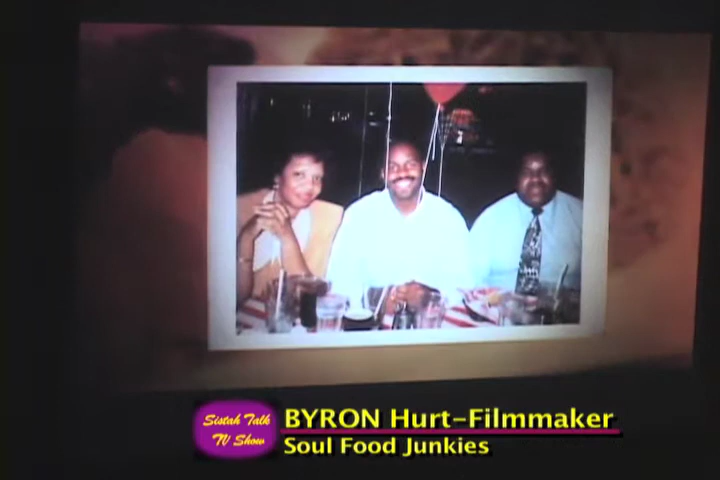 Sistah Talk
TV Show
BYRON Hurt-Filmmaker
Soul Food Junkies